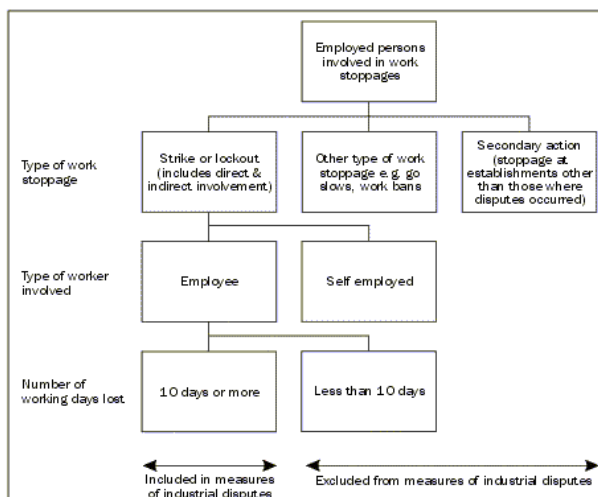 Employed persons
involved in work
stoppages
Type of work
stoppage
Strike or lockout
(includes direct &
indirect involvement)
Other type of work
stoppage e.g. go
slows, work bans
Secondary action
(stoppage at
establishments other
than those where
disputes occurred)
Type of worker
involved
Employee
Self employed
Number of
working days lost
10 days or more
Less than 10 days
Included in measures
of industrial disputes
Excluded from measures of industrial disputes